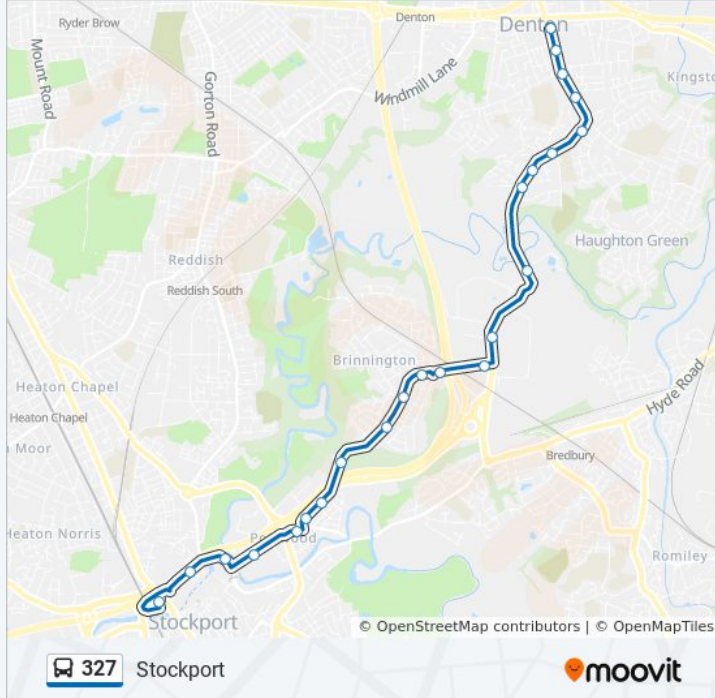 Ryder Brow
Denton
Denton
Mount Road
Gorton Road
Windmill Lane
Kingsto
Reddish
Haughton Green
Reddish South
Brinnington
Heaton Chapel
Hyde Road
Heaton Chapel
n Moor
Bredbury
Heaton Norris
Romiley
Stockport
© OpenStreetMap contributors | © OpenMapTiles
327 Stockport
moovit